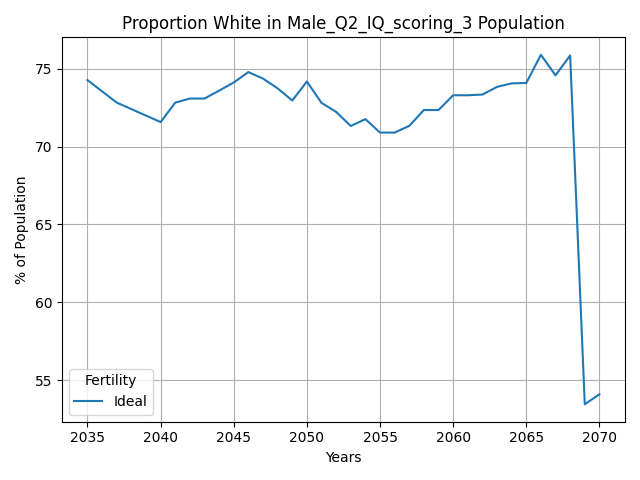 Proportion White in Male_Q2_IQ_scoring_3 Population
% of Population
75
70
65
60
55
Fertility
Ideal
2035 2040 2045 2050 2055 2060 2065 2070
Years